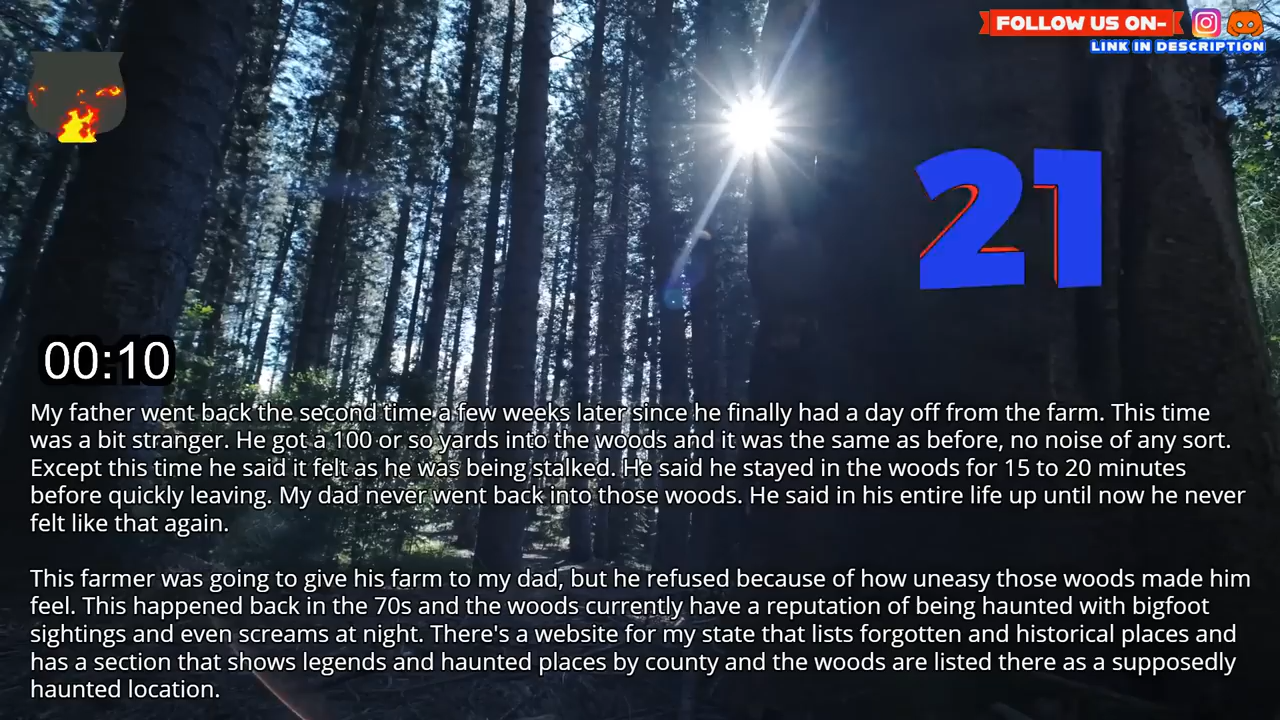 FOLLOW US ON-
LINK IN DESCRIPTION
21
00:10
My father went back the second time a few weeks later since he finally had a day off from the farm. This time
was a bit stranger. He got a 100 or so yards into the woods and it was the same as before, no noise of any sort.
Except this time he said it felt as he was being stalked. He said he stayed in the woods for 15 to 20 minutes
before quickly leaving. My dad never went back into those woods. He said in his entire life up until now he never
felt like that again.
This farmer was going to give his farm to my dad, but he refused because of how uneasy those woods made him
feel. This happened back in the 70s and the woods currently have a reputation of being haunted with bigfoot
sightings and even screams at night. There's a website for my state that lists forgotten and historical places and
has a section that shows legends and haunted places by county and the woods are listed there as a supposedly
haunted location.